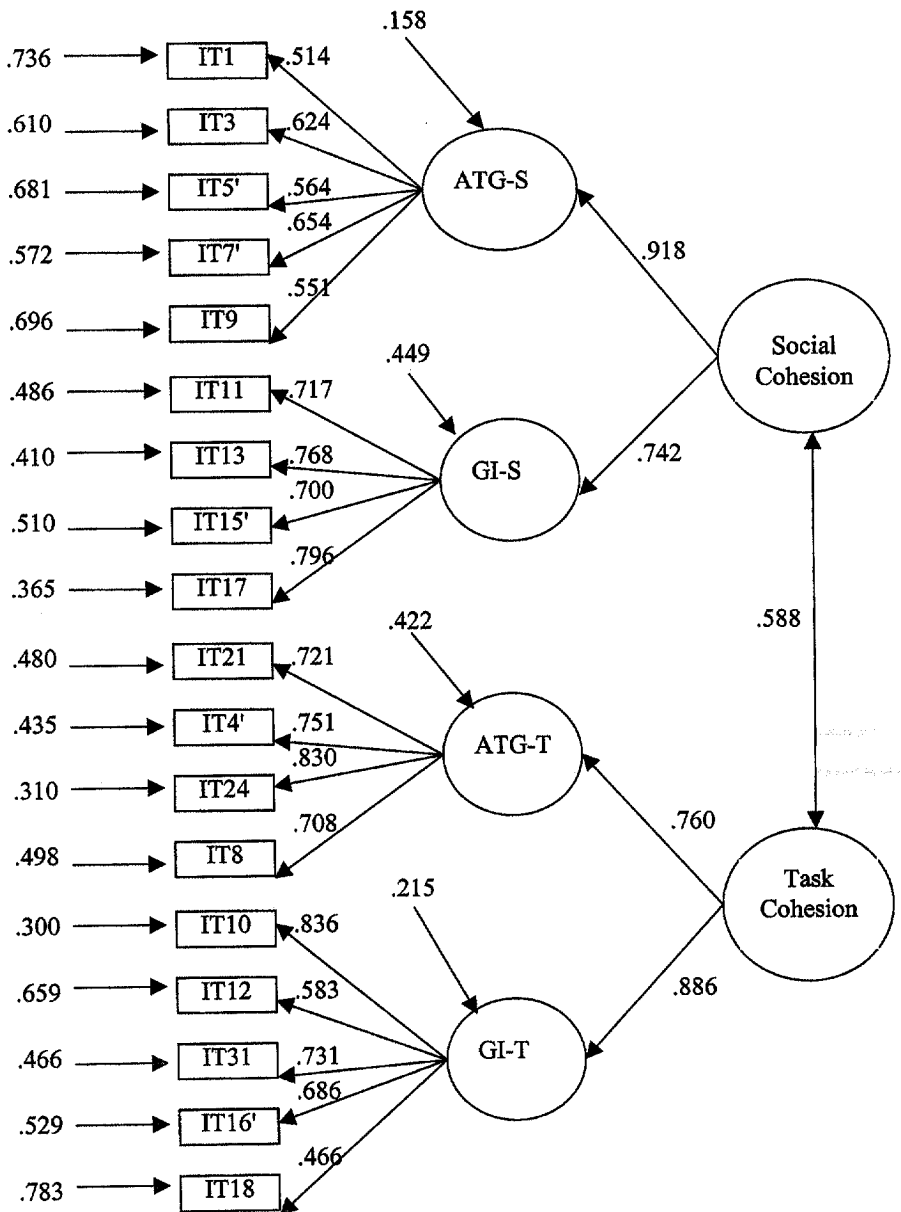 .158
.736 IT1 .514
.610 IT3 .624
.681 IT5' .564
.572 IT7' .654
.696 IT9 .551
ATG-S
.918
Social
Cohesion
.449
.486 IT11 .717
.410 IT13 .768
.510 IT15' .700
.365 IT17 .796
GI-S
.742
.588
.422
.480 IT21 .721
.435 IT4' .751
.310 IT24 .830
.498 IT8 .708
ATG-T
.760
Task
Cohesion
.215
.300 IT10 .836
.659 IT12 .583
.466 IT31 .731
.529 IT16' .686
.783 IT18 .466
GI-T
.886